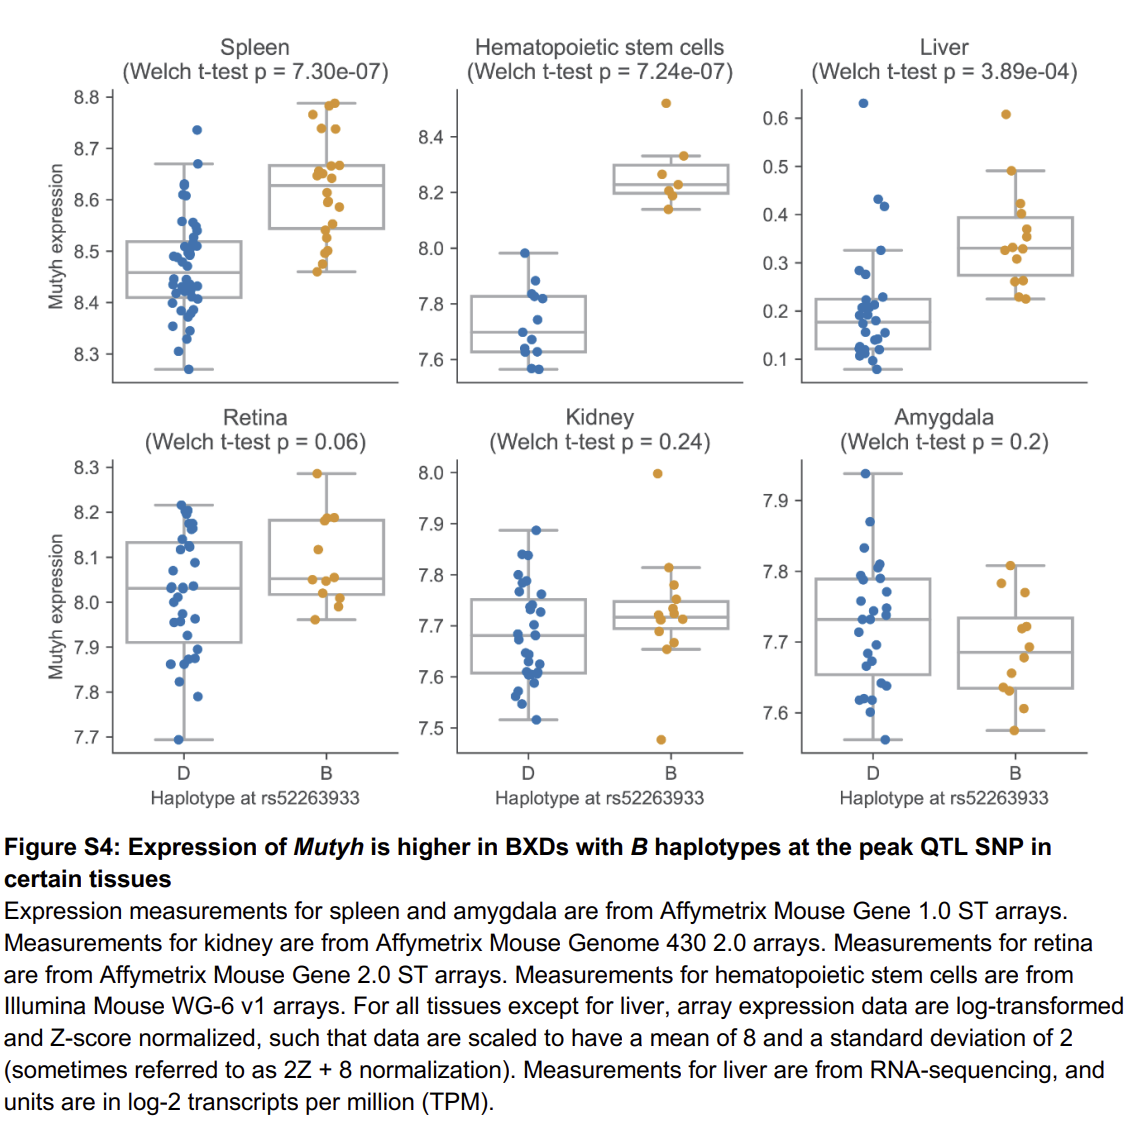 Spleen
(Welch t-test p = 7.30e-07)
Hematopoietic stem cells
(Welch t-test p = 7.24e-07)
Liver
(Welch t-test p = 3.89e-04)
Mutyh expression
8.8
8.7
8.6
8.5
8.4
8.3
8.4
8.2
8.0
7.8
7.6
0.6
0.5
0.4
0.3
0.2
0.1
Retina
(Welch t-test p = 0.06)
Kidney
(Welch t-test p = 0.24)
Amygdala
(Welch t-test p = 0.2)
Mutyh expression
8.3
8.2
8.1
8.0
7.9
7.8
7.7
8.0
7.9
7.8
7.7
7.6
7.5
7.9
7.8
7.7
7.6
D B
D B
D B
Haplotype at rs52263933
Haplotype at rs52263933
Haplotype at rs52263933
Figure S4: Expression of Mutyh is higher in BXDs with B haplotypes at the peak QTL SNP in
certain tissues
Expression measurements for spleen and amygdala are from Affymetrix Mouse Gene 1.0 ST arrays.
Measurements for kidney are from Affymetrix Mouse Genome 430 2.0 arrays. Measurements for retina
are from Affymetrix Mouse Gene 2.0 ST arrays. Measurements for hematopoietic stem cells are from
Illumina Mouse WG-6 v1 arrays. For all tissues except for liver, array expression data are log-transformed
and Z-score normalized, such that data are scaled to have a mean of 8 and a standard deviation of 2
(sometimes referred to as 2Z + 8 normalization). Measurements for liver are from RNA-sequencing, and
units are in log-2 transcripts per million (TPM).